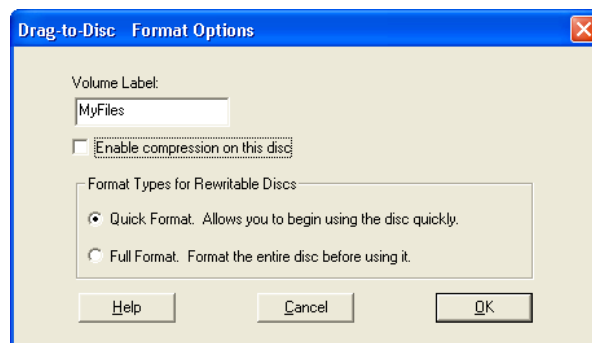 Drag-to-Disc Format Options
Volume Label:
MyFiles
Enable compression on this disc
Format Types for Rewritable Discs
Quick Format. Allows you to begin using the disc quickly.
Full Format. Format the entire disc before using it.
Help Cancel OK